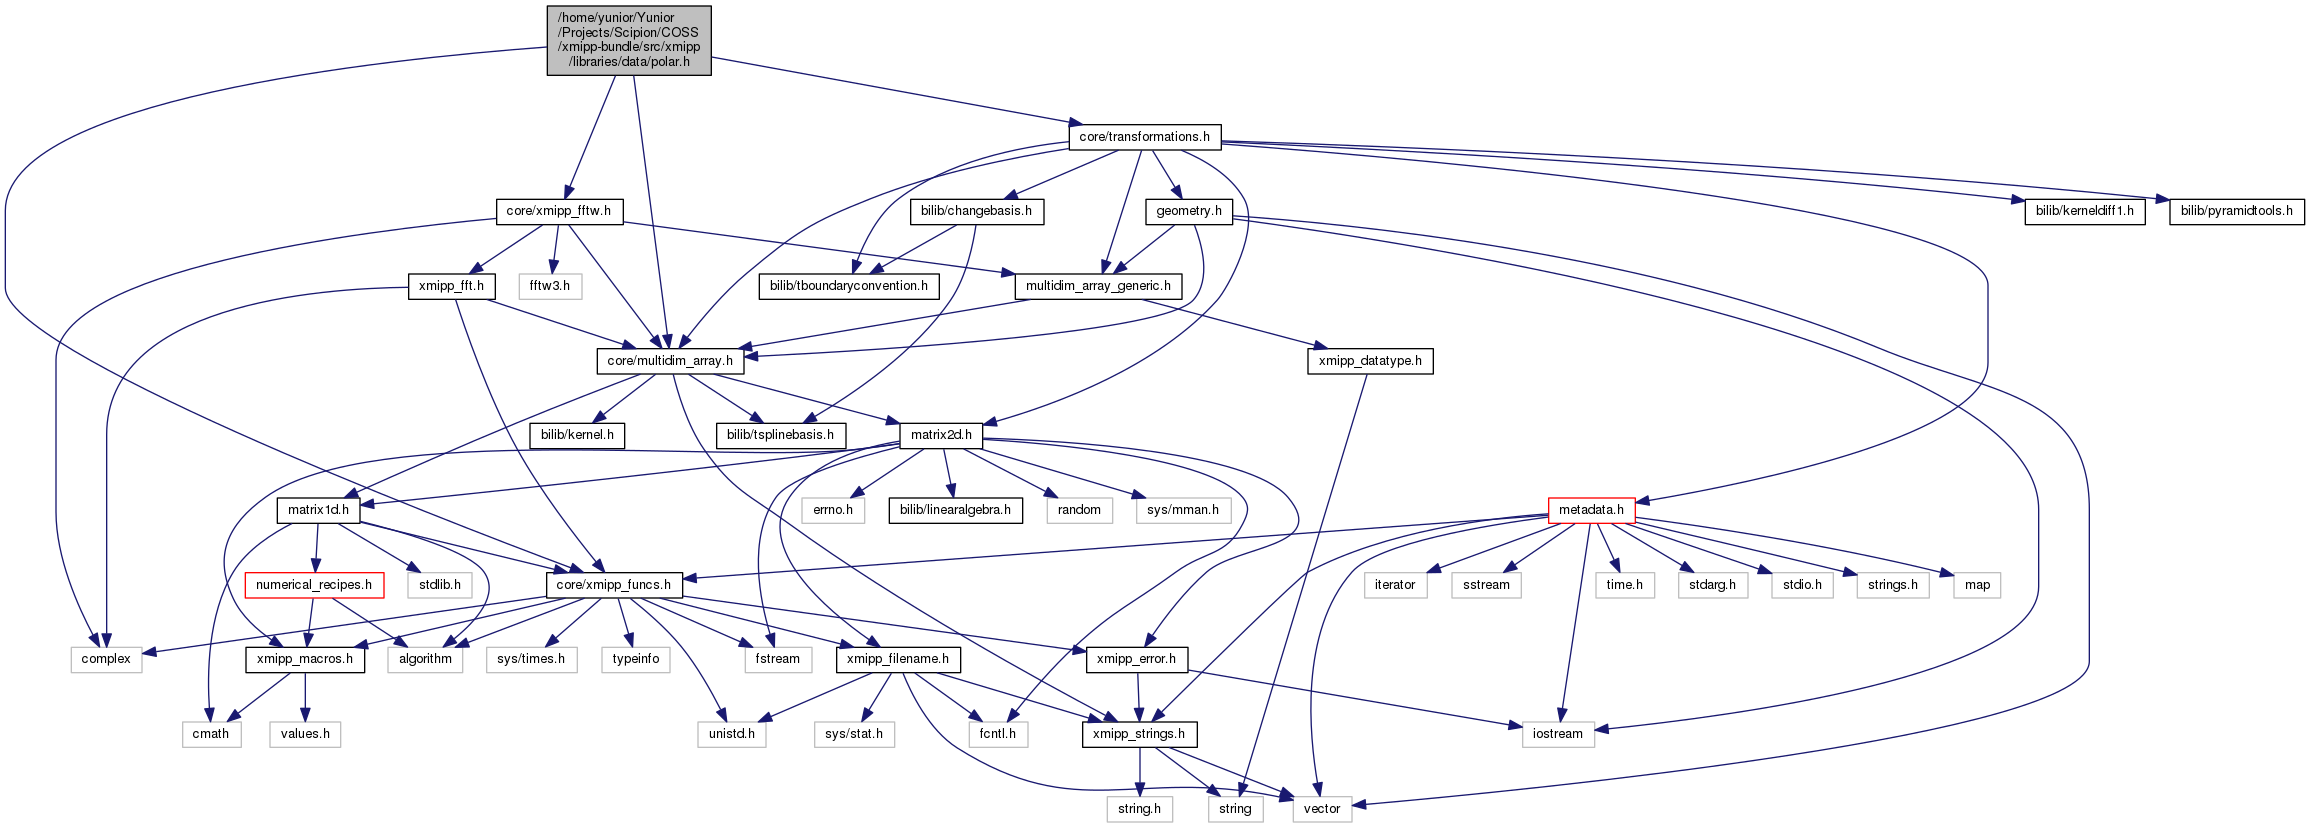 /home/yunior/Yunior
/Projects/Scipion/COSS
/xmipp-bundle/src/xmipp
/libraries/data/polar.h
core/transformations.h
core/xmipp_fftw.h
bilib/changebasis.h
geometry.h
bilib/kerneldiff1.h
bilib/pyramidtools.h
xmipp_fft.h
fftw3.h
bilib/tboundaryconvention.h
multidim_array_generic.h
core/multidim_array.h
xmipp_datatype.h
bilib/kernel.h
bilib/tsplinebasis.h
matrix2d.h
matrix1d.h
errno.h
bilib/linearalgebra.h
random
sys/mman.h
metadata.h
numerical_recipes.h
stdlib.h
core/xmipp_funcs.h
iterator
sstream
time.h
stdarg.h
stdio.h
strings.h
map
complex
xmipp_macros.h
algorithm
sys/times.h
typeinfo
fstream
xmipp_filename.h
xmipp_error.h
cmath
values.h
unistd.h
sys/stat.h
fcntl.h
xmipp_strings.h
iostream
string.h
string
vector